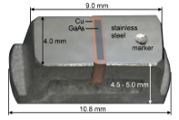 9.0 mm
Cu
GaAs
stainless
steel
4.0 mm
marker
4.5 - 5.0 mm
10.8 mm